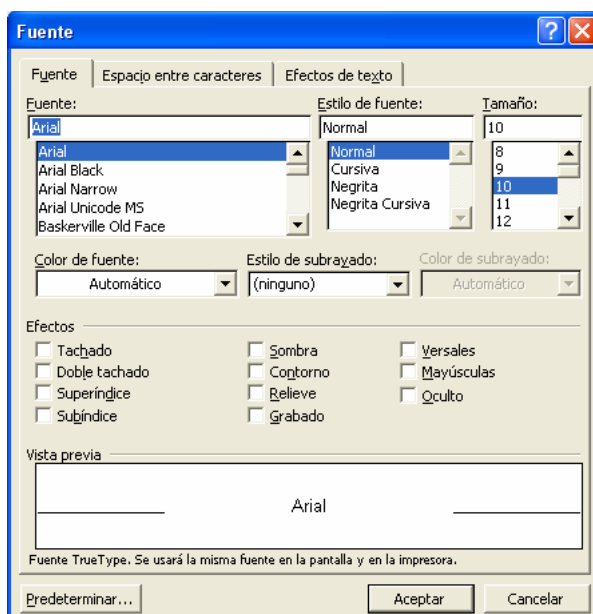 Fuente
Fuente Espacio entre caracteres Efectos de texto
Fuente: Estilo de fuente: Tamaño:
Arial Normal 10
Arial Normal 8
Arial Black Cursiva 9
Arial Narrow Negrita 10
Arial Unicode MS Negrita Cursiva 11
Baskerville Old Face 12
Color de fuente: Estilo de subrayado: Color de subrayado:
Automático (ninguno) Automático
Efectos
Tachado Sombra Versales
Doble tachado Contorno Mayúsculas
Superíndice Relieve Oculto
Subíndice Grabado
Vista previa
Arial
Fuente TrueType. Se usará la misma fuente en la pantalla y en la impresora.
Predeterminar... Aceptar Cancelar